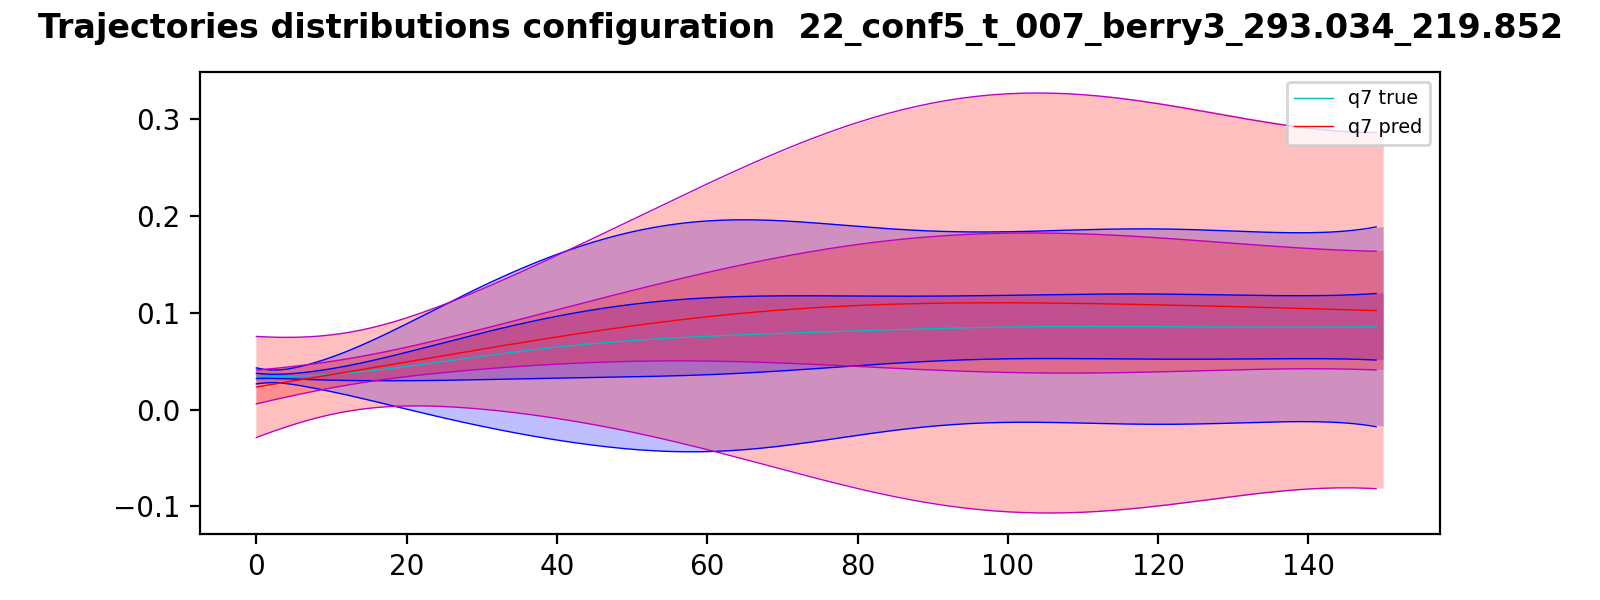 Trajectories distributions configuration  22_conf5_t_007_berry3_293.034_219.852
q7 true
q7 pred
0.3
0.2
0.1
0.0
−0.1
0 20 40 60 80 100 120 140